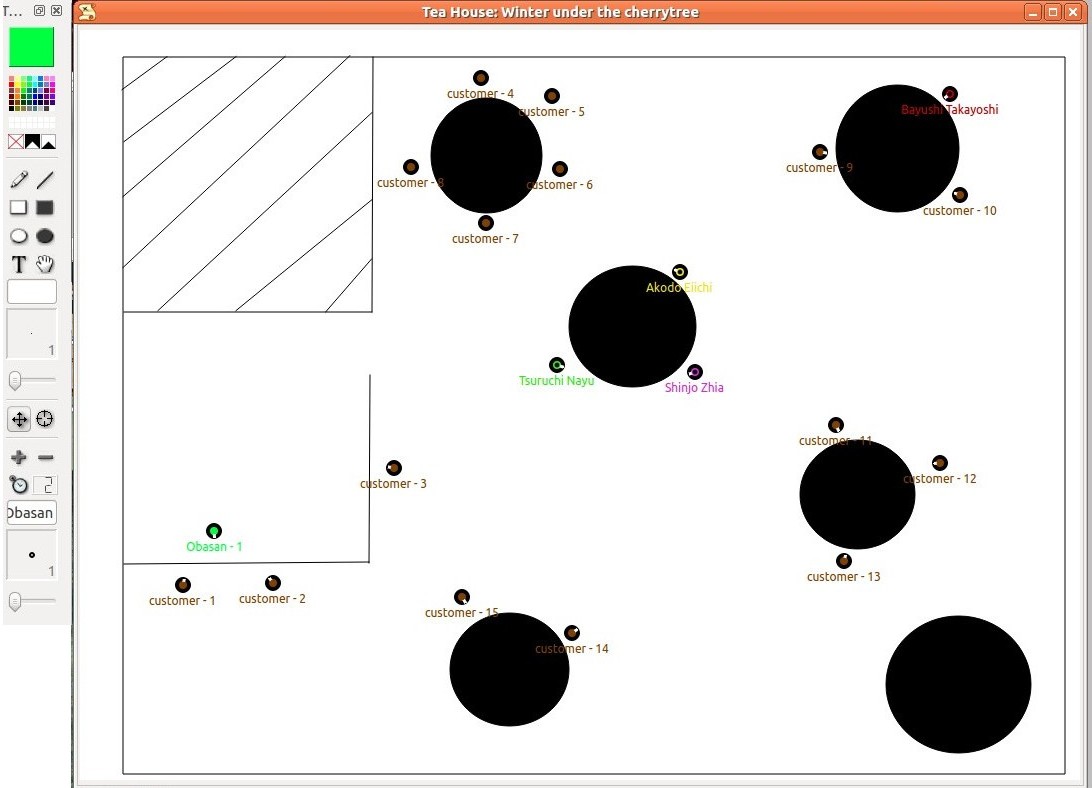 T...
Tea House: Winter under the cherrytree
customer - 4
customer - 5
Bayushi Takayoshi
customer - 9
customer - 8
customer - 6
customer - 10
customer - 7
T
Akodo Eiichi
1
Tsuruchi Nayu
Shinjo Zhia
customer - 11
customer - 3
customer - 12
2
Obasan
Obasan - 1
1
customer - 13
customer - 1
customer - 2
customer - 15
customer - 14